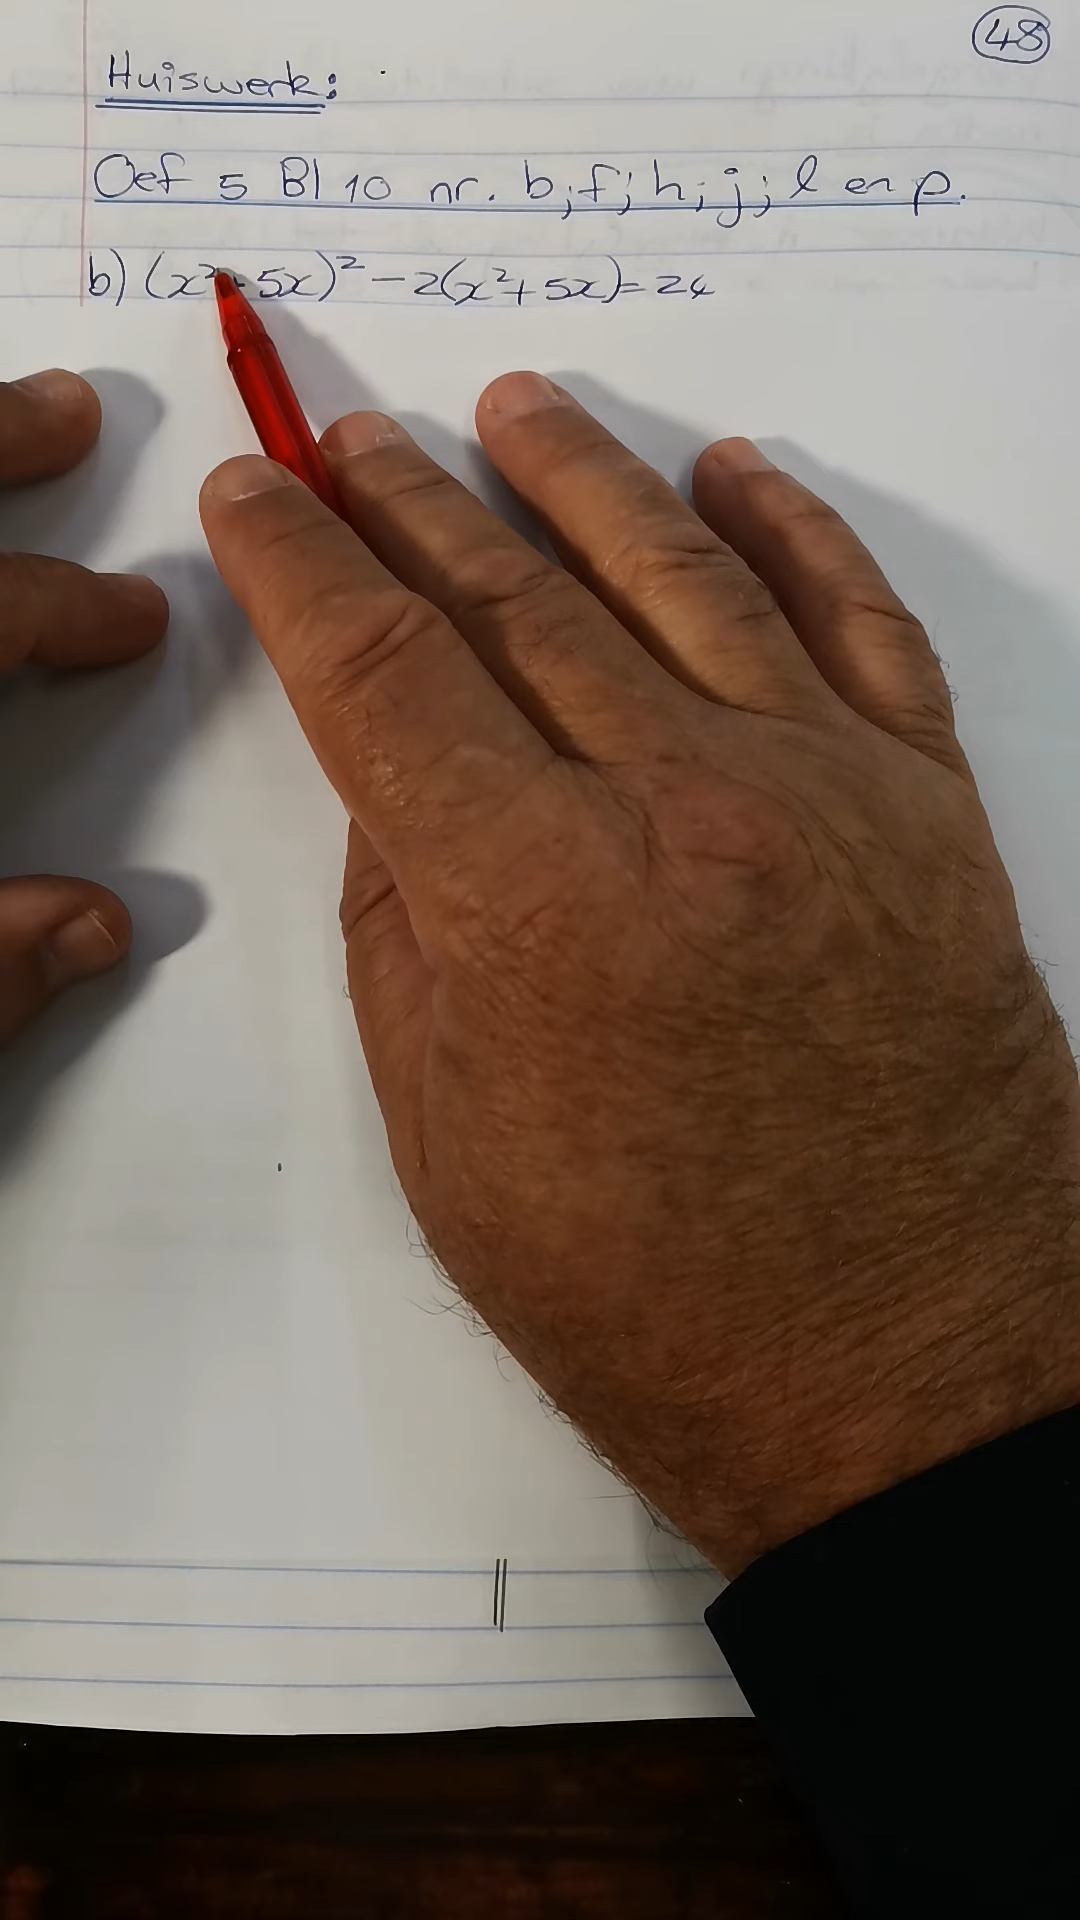 48
Huiswerk:
Oef 5 Bl 10 nr. b; f; h; j; l en p.
b) (x² 5x)² - 2(x² + 5x) = 24